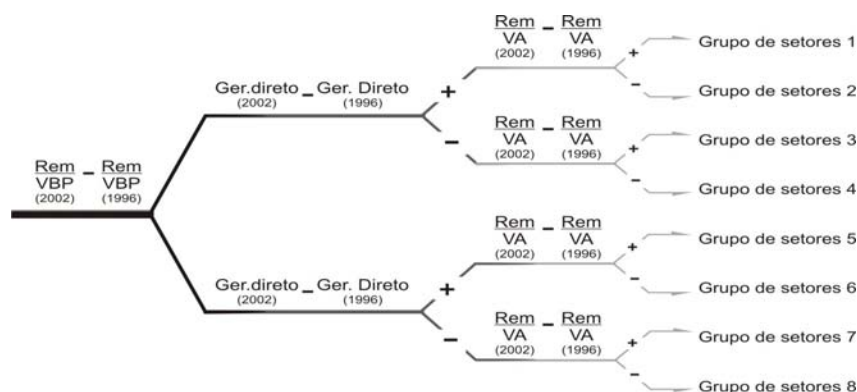 Rem – Rem
VA VA
(2002) (1996)
+ Grupo de setores 1
– Grupo de setores 2
Ger.direto – Ger. Direto
(2002) (1996)
+
–
Rem – Rem
VA VA
(2002) (1996)
+ Grupo de setores 3
– Grupo de setores 4
Rem – Rem
VBP VBP
(2002) (1996)
Rem – Rem
VA VA
(2002) (1996)
+ Grupo de setores 5
– Grupo de setores 6
Ger.direto – Ger. Direto
(2002) (1996)
+
–
Rem – Rem
VA VA
(2002) (1996)
+ Grupo de setores 7
– Grupo de setores 8